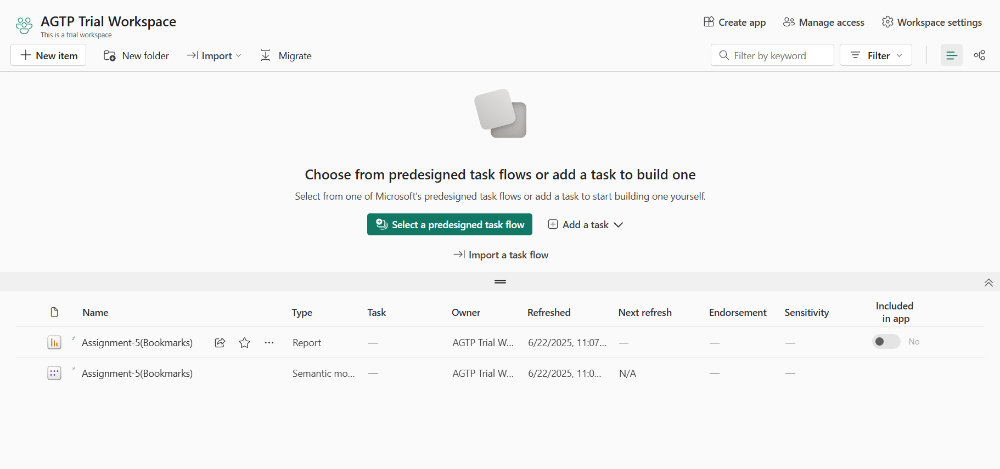 AGTP Trial Workspace
This is a trial workspace
Create app
Manage access
Workspace settings
New item
New folder
Import
Migrate
Filter by keyword
Filter
Choose from predesigned task flows or add a task to build one
Select from one of Microsoft's predesigned task flows or add a task to start building one yourself.
Select a predesigned task flow
Add a task
Import a task flow
Name Type Task Owner Refreshed Next refresh Endorsement Sensitivity Included
in app
Assignment-5(Bookmarks) Report — AGTP Trial W... 6/22/2025, 11:07... — — — No
Assignment-5(Bookmarks) Semantic mo... — AGTP Trial W... 6/22/2025, 11:0... N/A — —